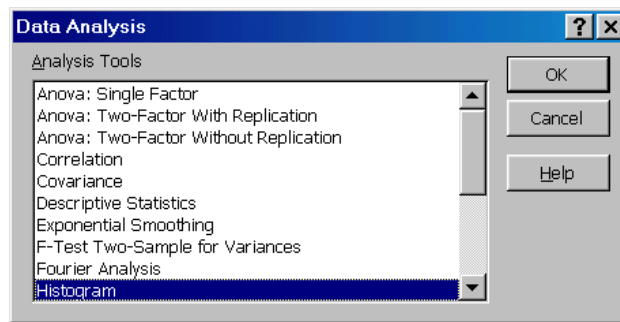 Data Analysis
Analysis Tools
Anova: Single Factor
Anova: Two-Factor With Replication
Anova: Two-Factor Without Replication
Correlation
Covariance
Descriptive Statistics
Exponential Smoothing
F-Test Two-Sample for Variances
Fourier Analysis
Histogram
OK
Cancel
Help